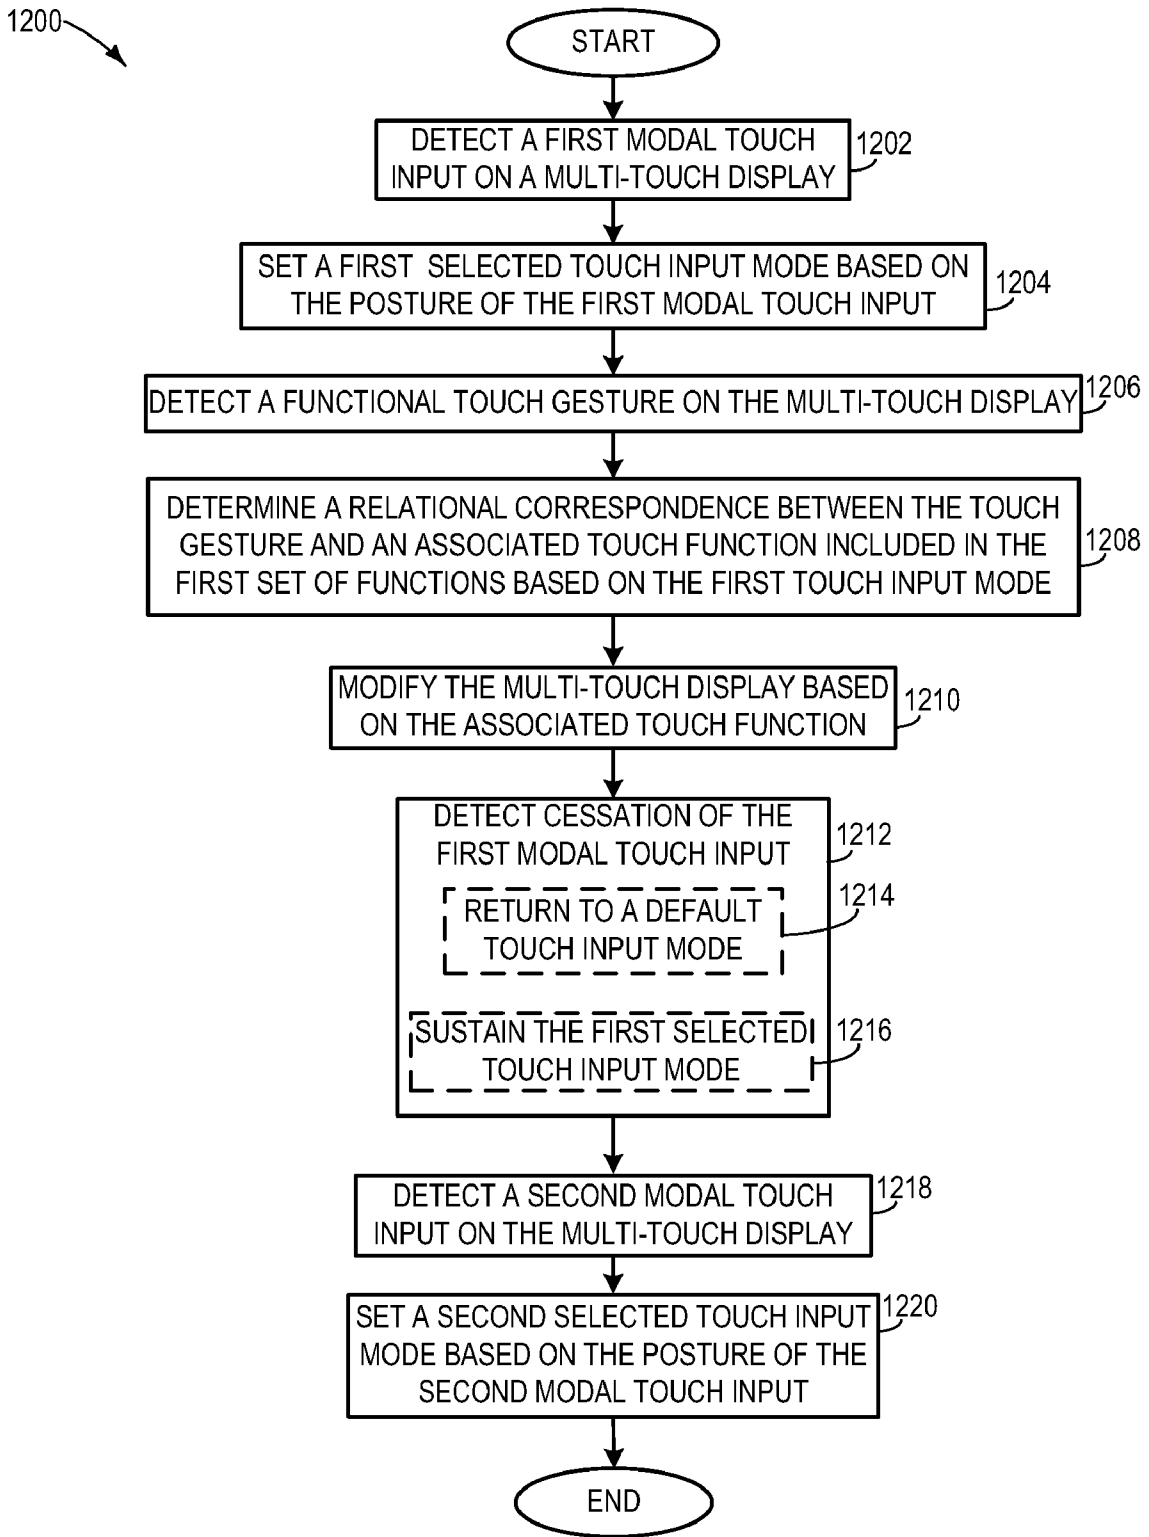 1200
START
DETECT A FIRST MODAL TOUCH
INPUT ON A MULTI-TOUCH DISPLAY
1202
SET A FIRST SELECTED TOUCH INPUT MODE BASED ON
THE POSTURE OF THE FIRST MODAL TOUCH INPUT
1204
DETECT A FUNCTIONAL TOUCH GESTURE ON THE MULTI-TOUCH DISPLAY
1206
DETERMINE A RELATIONAL CORRESPONDENCE BETWEEN THE TOUCH
GESTURE AND AN ASSOCIATED TOUCH FUNCTION INCLUDED IN THE
FIRST SET OF FUNCTIONS BASED ON THE FIRST TOUCH INPUT MODE
1208
MODIFY THE MULTI-TOUCH DISPLAY BASED
ON THE ASSOCIATED TOUCH FUNCTION
1210
DETECT CESSATION OF THE
FIRST MODAL TOUCH INPUT
1212
RETURN TO A DEFAULT
TOUCH INPUT MODE
1214
SUSTAIN THE FIRST SELECTED
TOUCH INPUT MODE
1216
DETECT A SECOND MODAL TOUCH
INPUT ON THE MULTI-TOUCH DISPLAY
1218
SET A SECOND SELECTED TOUCH INPUT
MODE BASED ON THE POSTURE OF THE
SECOND MODAL TOUCH INPUT
1220
END